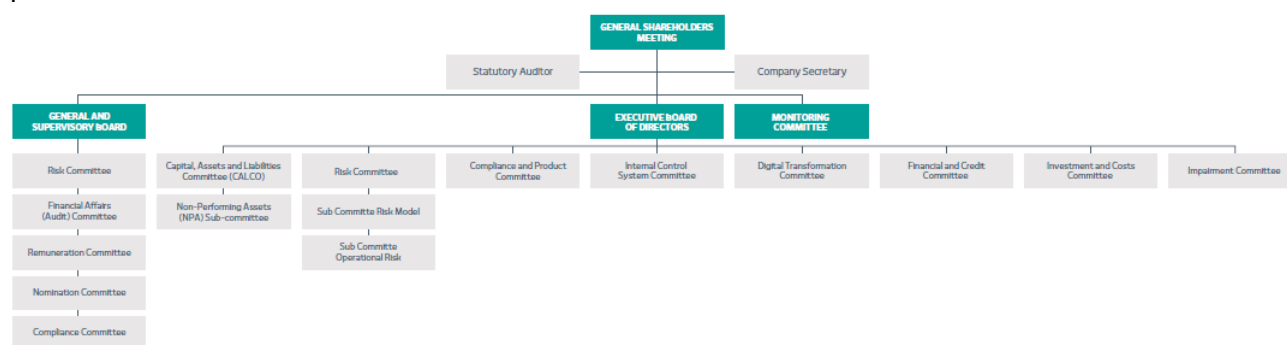 GENERAL SHAREHOLDERS
MEETING
Statutory Auditor
Company Secretary
GENERAL AND
SUPERVISORY BOARD
EXECUTIVE BOARD
OF DIRECTORS
MONITORING
COMMITTEE
Risk Committee
Capital, Assets and Liabilities
Committee (CALCO)
Risk Committee
Compliance and Product
Committee
Internal Control
System Committee
Digital Transformation
Committee
Financial and Credit
Committee
Investment and Costs
Committee
Impairment Committee
Financial Affairs
(Audit) Committee
Non-Performing Assets
(NPA) Sub-committee
Sub Committe Risk Model
Remuneration Committee
Sub Committe
Operational Risk
Nomination Committee
Compliance Committee